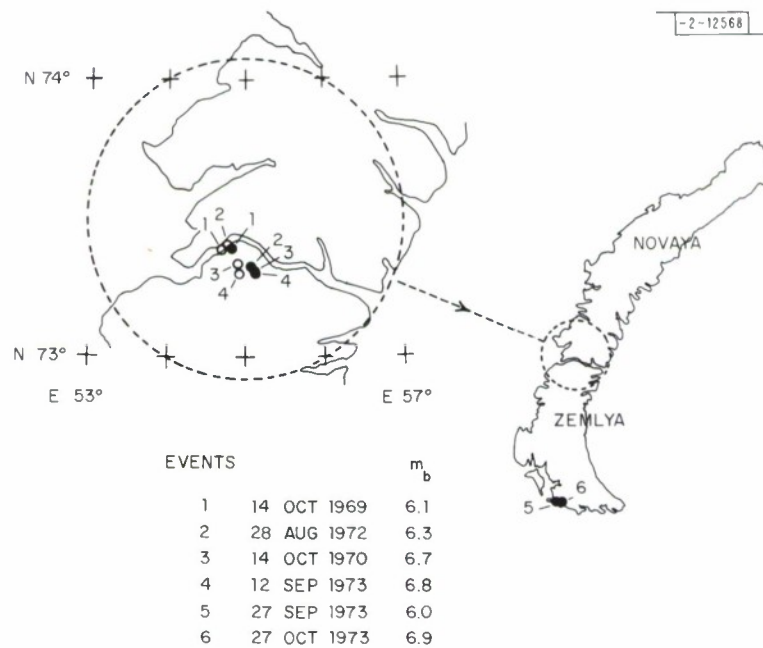 -2-12568
N 74°
1 2 1
2
3
3
4 4
N 73°
E 53° E 57°
NOVAYA
ZEMLYA
6
5
EVENTS m b
1 14 OCT 1969 6.1
2 28 AUG 1972 6.3
3 14 OCT 1970 6.7
4 12 SEP 1973 6.8
5 27 SEP 1973 6.0
6 27 OCT 1973 6.9